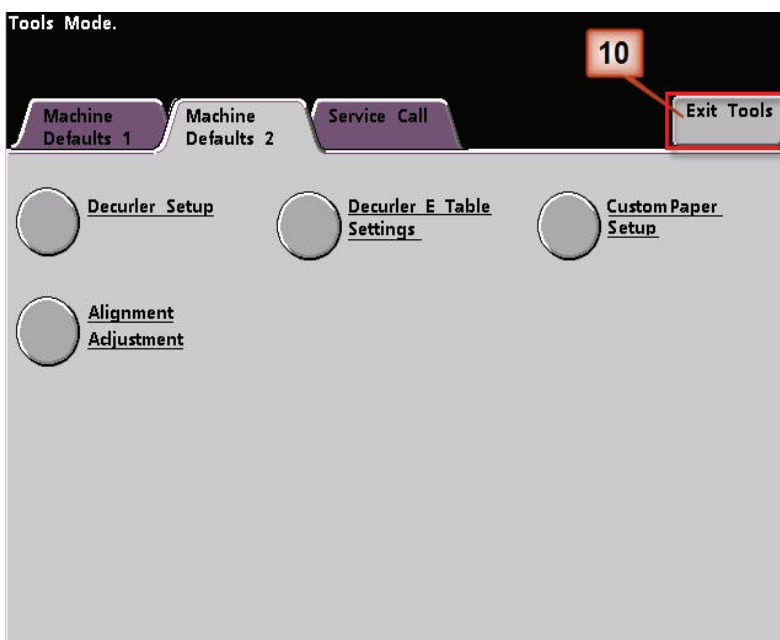 Tools Mode.
10
Machine
Defaults 1
Machine
Defaults 2
Service Call
Exit Tools
Decurler Setup
Decurler E Table
Settings
Custom Paper
Setup
Alignment
Adjustment